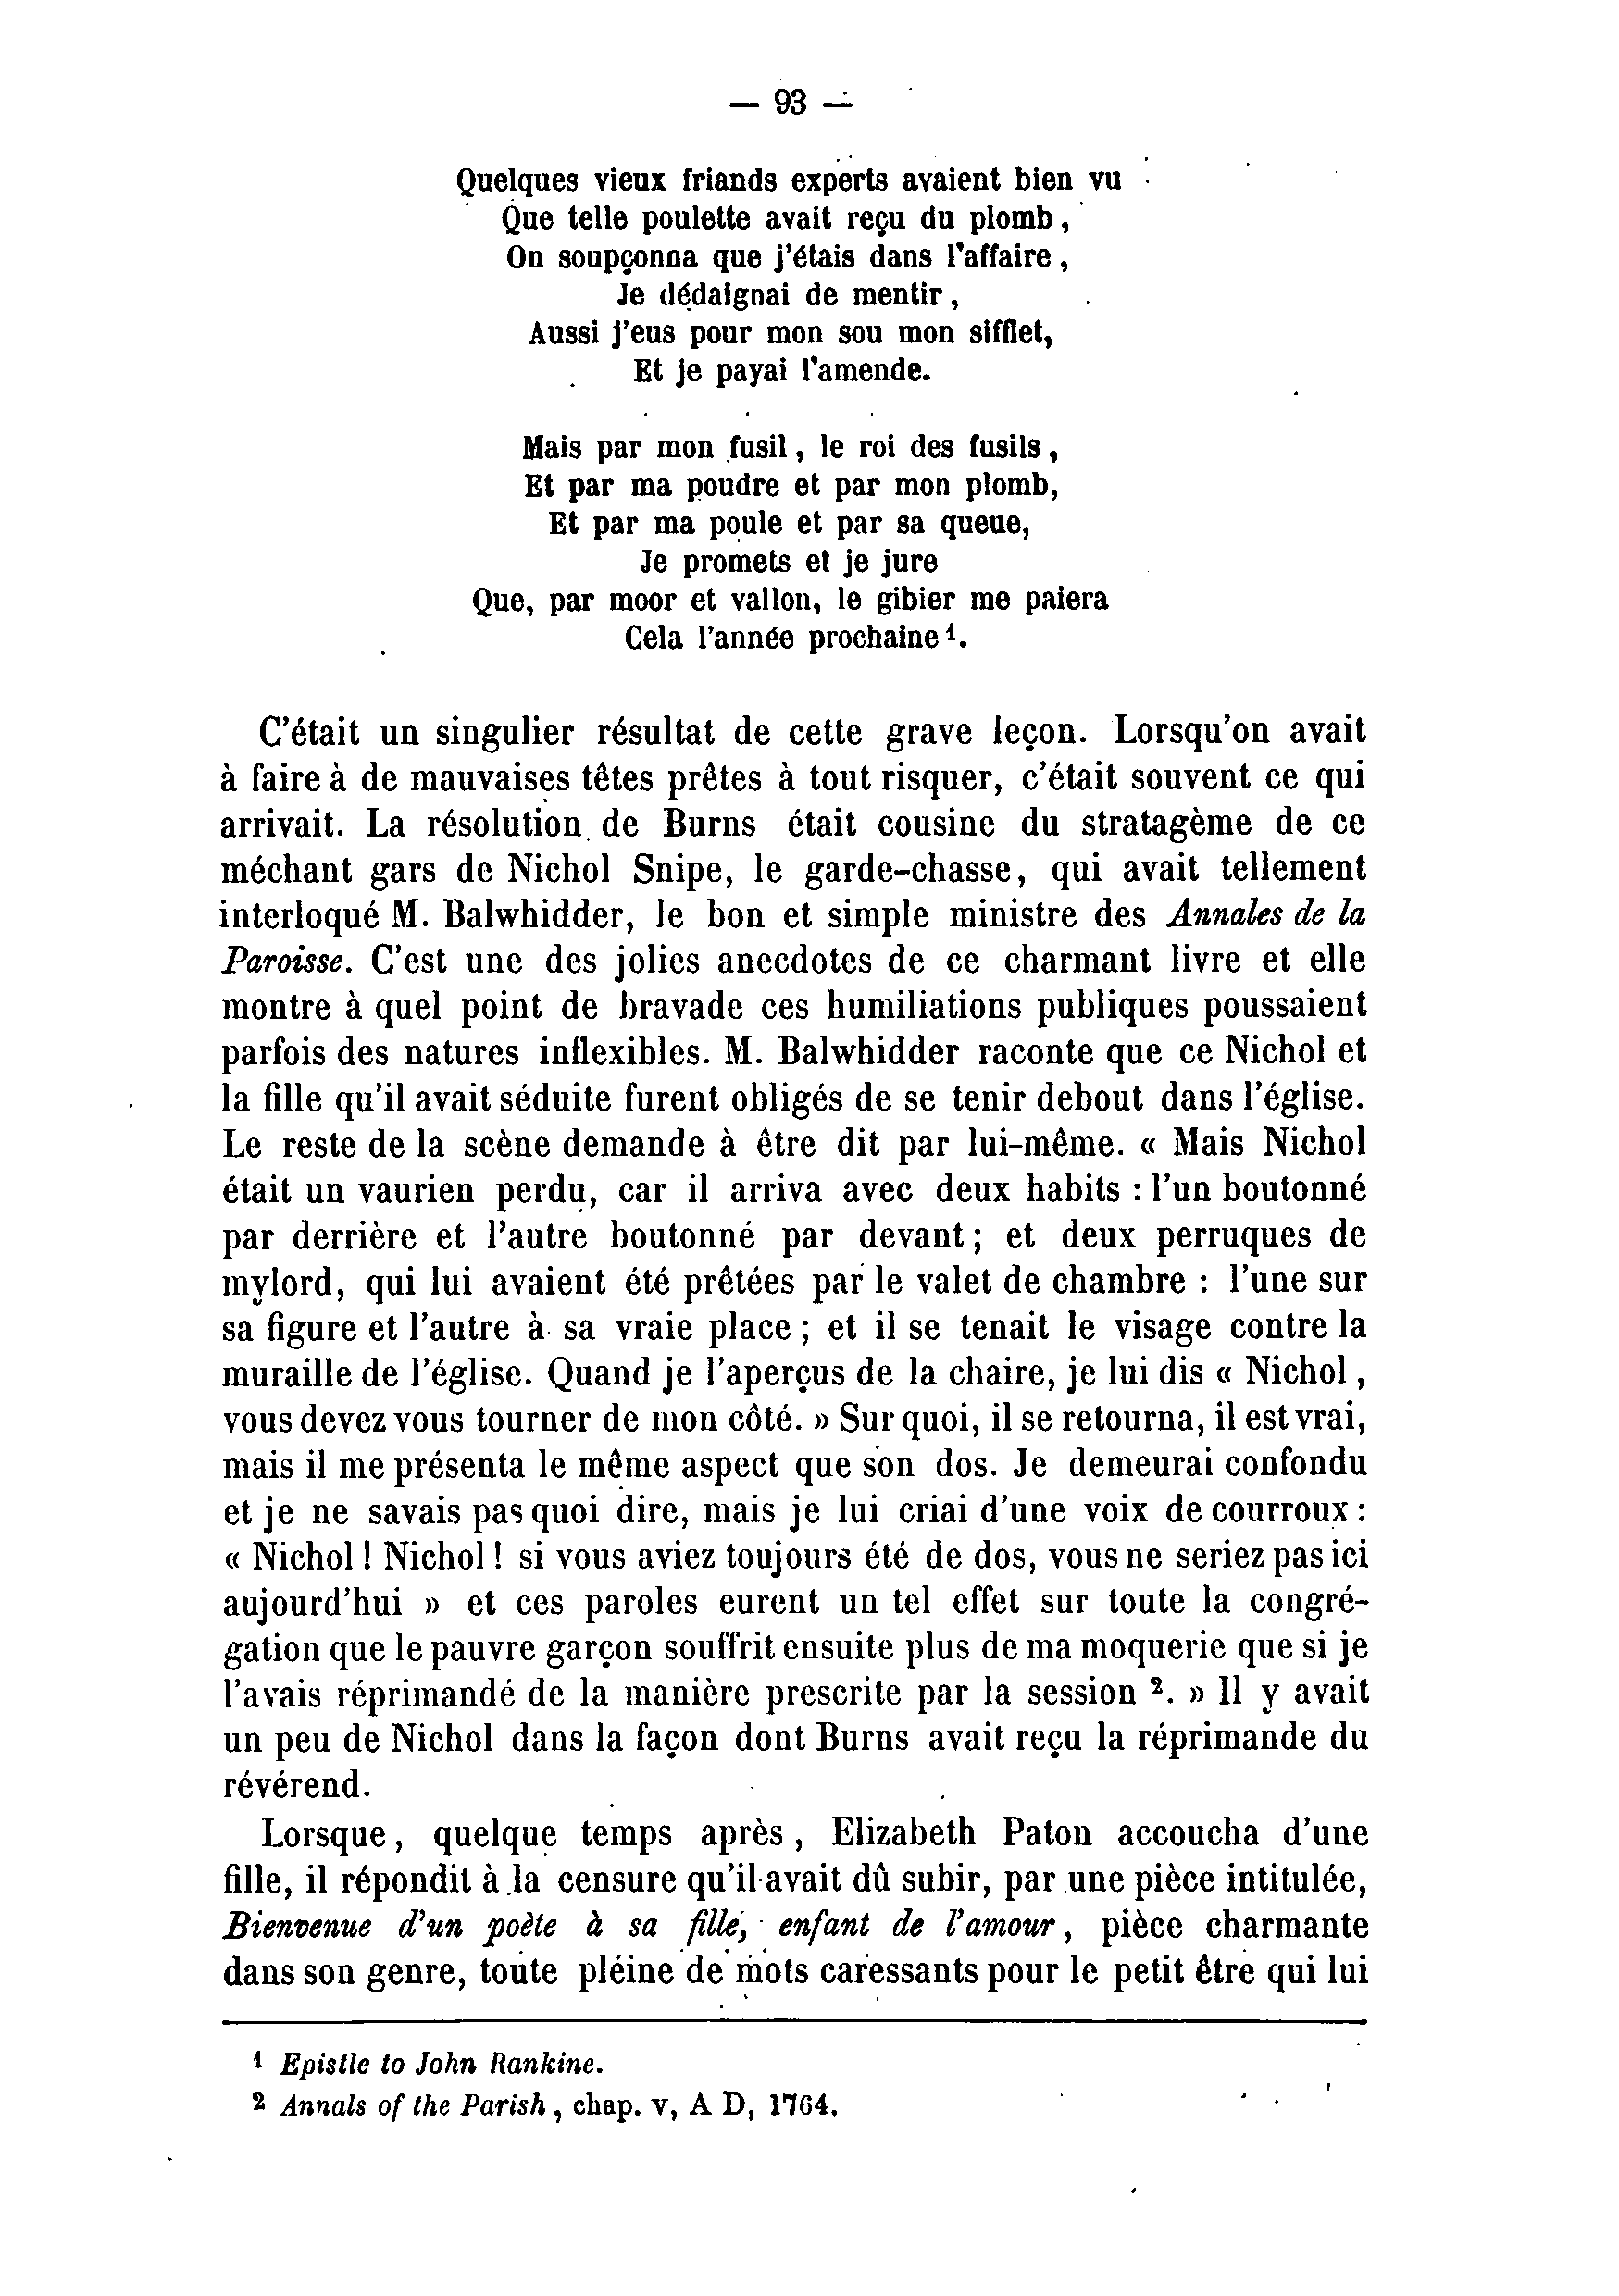 — 93 —
Quelques vieux friands experts avaient bien vu
Que telle poulette avait reçu du plomb,
On soupçonna que j'étais dans l'affaire,
Je dédaignai de mentir,
Aussi j'eus pour mon sou mon sifflet,
Et je payai l'amende.
Mais par mon fusil, le roi des fusils,
Et par ma poudre et par mon plomb,
Et par ma poule et par sa queue,
Je promets et je jure
Que, par moor et vallon, le gibier me paiera
Cela l'année prochaine ¹.
C'était un singulier résultat de cette grave leçon. Lorsqu'on avait
à faire à de mauvaises têtes prêtes à tout risquer, c'était souvent ce qui
arrivait. La résolution de Burns était cousine du stratagème de ce
méchant gars de Nichol Snipe, le garde-chasse, qui avait tellement
interloqué M. Balwhidder, le bon et simple ministre des Annales de la
Paroisse. C'est une des jolies anecdotes de ce charmant livre et elle
montre à quel point de bravade ces humiliations publiques poussaient
parfois des natures inflexibles. M. Balwhidder raconte que ce Nichol et
la fille qu'il avait séduite furent obligés de se tenir debout dans l'église.
Le reste de la scène demande à être dit par lui-même. « Mais Nichol
était un vaurien perdu, car il arriva avec deux habits : l'un boutonné
par derrière et l'autre boutonné par devant ; et deux perruques de
mylord, qui lui avaient été prêtées par le valet de chambre : l'une sur
sa figure et l'autre à sa vraie place ; et il se tenait le visage contre la
muraille de l'église. Quand je l'aperçus de la chaire, je lui dis « Nichol,
vous devez vous tourner de mon côté. » Sur quoi, il se retourna, il est vrai,
mais il me présenta le même aspect que son dos. Je demeurai confondu
et je ne savais pas quoi dire, mais je lui criai d'une voix de courroux :
« Nichol ! Nichol ! si vous aviez toujours été de dos, vous ne seriez pas ici
aujourd'hui » et ces paroles eurent un tel effet sur toute la congré-
gation que le pauvre garçon souffrit ensuite plus de ma moquerie que si je
l'avais réprimandé de la manière prescrite par la session ². » Il y avait
un peu de Nichol dans la façon dont Burns avait reçu la réprimande du
révérend.
Lorsque, quelque temps après, Elizabeth Paton accoucha d'une
fille, il répondit à la censure qu'il avait dû subir, par une pièce intitulée,
Bienvenue d'un poète à sa fille, enfant de l'amour, pièce charmante
dans son genre, toute pleine de mots caressants pour le petit être qui lui
¹ Epistle to John Rankine.
² Annals of the Parish, chap. v, A D, 1764.